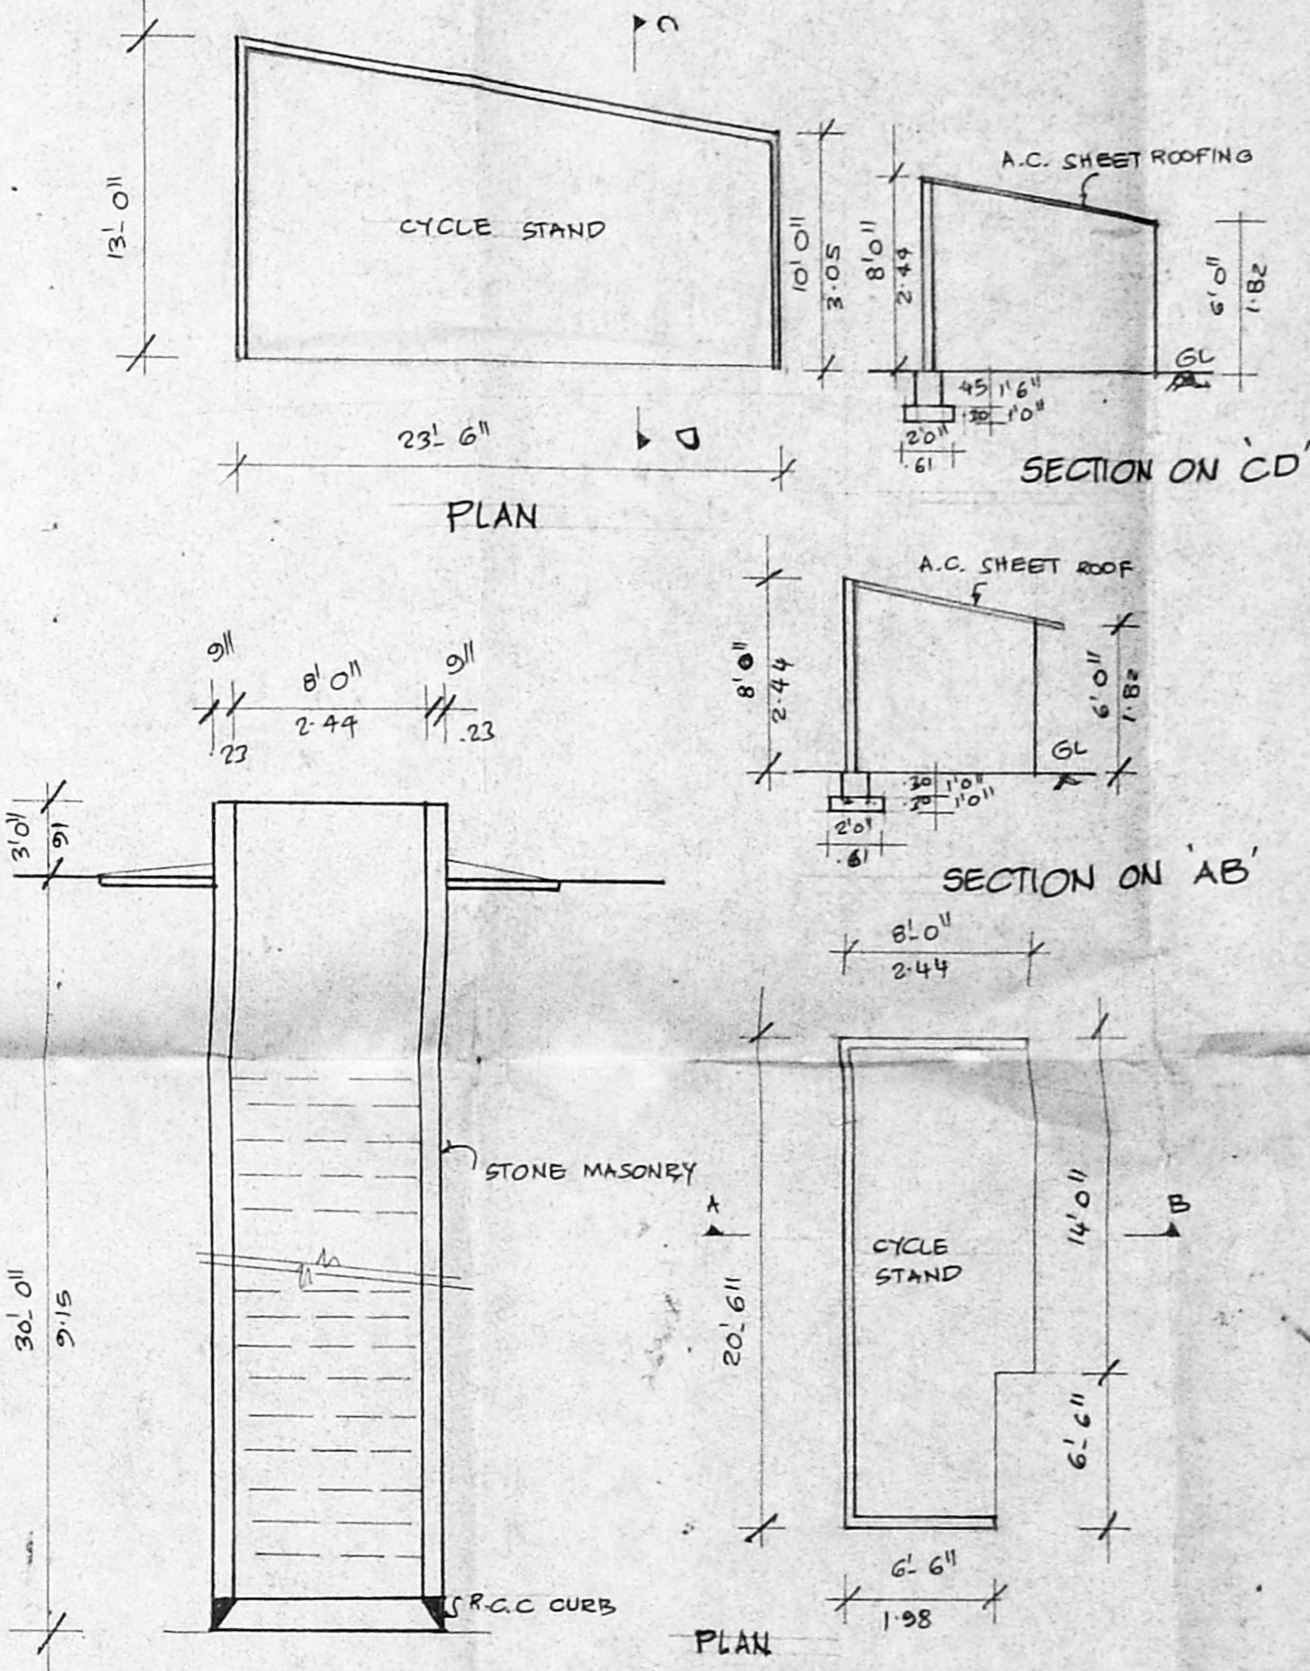 C
13'-0"
CYCLE STAND
10'0"
3.05
23'-6"
D
PLAN
A.C. SHEET ROOFING
8'0"
2.44
6'0"
1.82
GL
.45 1'6"
.30 1'0"
2'0"
.61
SECTION ON 'CD'
A.C. SHEET ROOF
8'0"
2.44
6'0"
1.82
GL
.30 1'0"
.30 1'0"
2'0"
.61
SECTION ON 'AB'
9"
8'0"
9"
.23
2.44
.23
3'0"
91
30'-0"
9.15
STONE MASONRY
R.C.C CURB
8'-0"
2.44
A
B
CYCLE
STAND
20'-6"
14'0"
6'-6"
6'-6"
1.98
PLAN